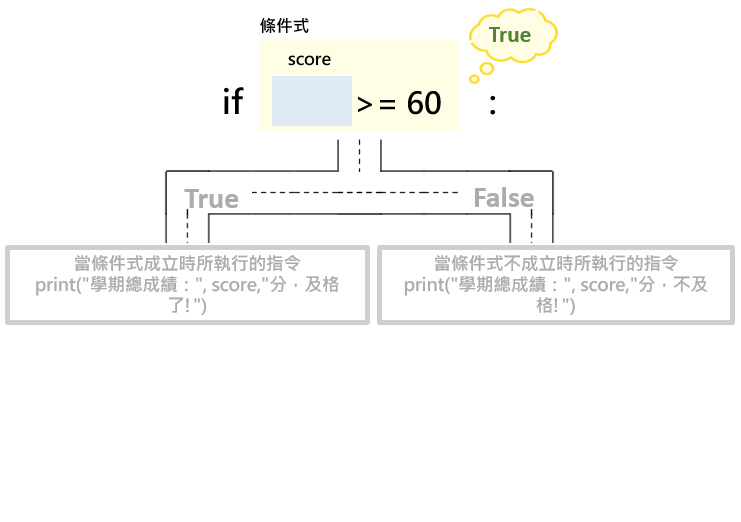 條件式
True
score
if >= 60 :
True
False
當條件式成立時所執行的指令
print("學期總成績：", score,"分，及格
了! ")
當條件式不成立時所執行的指令
print("學期總成績：", score,"分，不及
格! ")